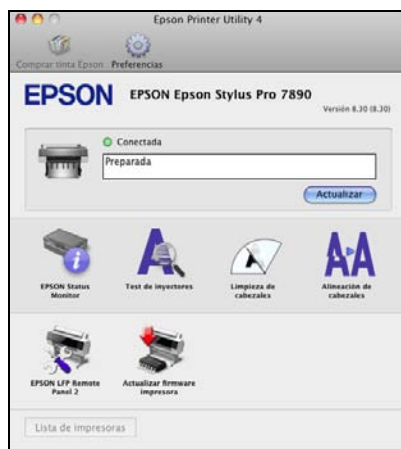 Epson Printer Utility 4
Comprar tinta Epson
Preferencias
EPSON
EPSON Epson Stylus Pro 7890
Versión 8.30 (8.30)
Conectada
Preparada
Actualizar
EPSON Status
Monitor
Test de inyectores
Limpieza de
cabezales
Alineación de
cabezales
EPSON LFP Remote
Panel 2
Actualizar firmware
impresora
Lista de impresoras